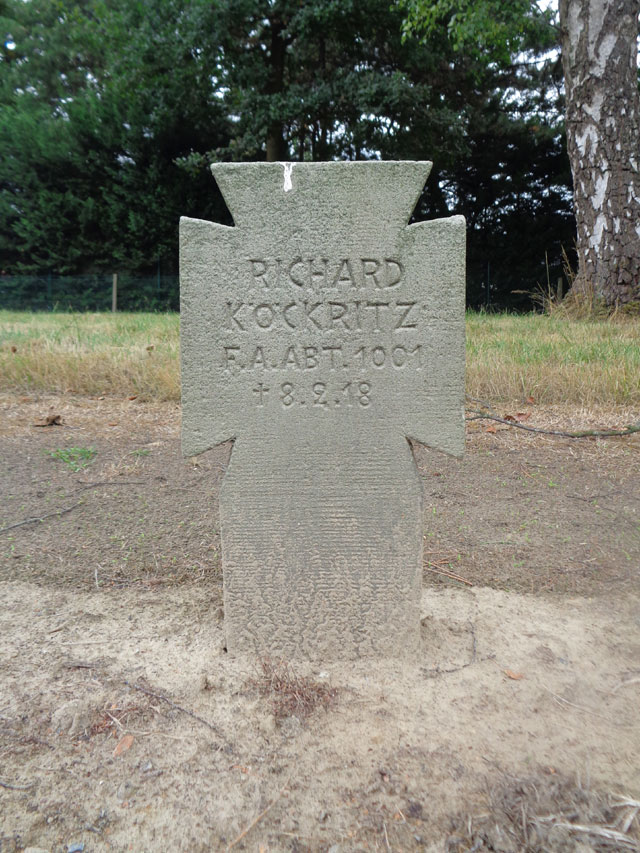 RICHARD
KÖCKRITZ
F.A.ABT.1001
† 8.2.18